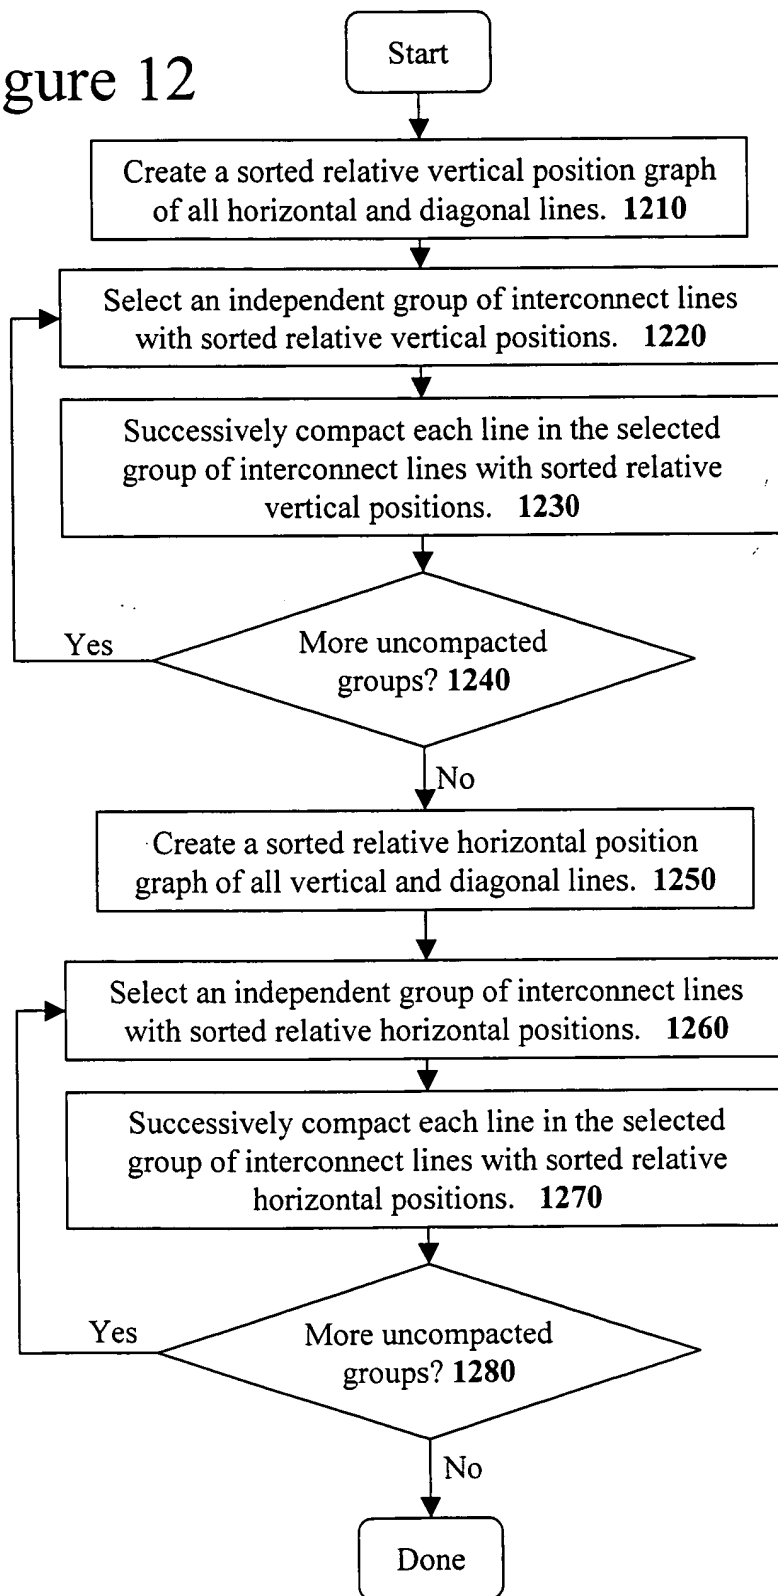 gure 12
Start
Create a sorted relative vertical position graph
of all horizontal and diagonal lines. 1210
Select an independent group of interconnect lines
with sorted relative vertical positions. 1220
Successively compact each line in the selected
group of interconnect lines with sorted relative
vertical positions. 1230
Yes
More uncompacted
groups? 1240
No
Create a sorted relative horizontal position
graph of all vertical and diagonal lines. 1250
Select an independent group of interconnect lines
with sorted relative horizontal positions. 1260
Successively compact each line in the selected
group of interconnect lines with sorted relative
horizontal positions. 1270
Yes
More uncompacted
groups? 1280
No
Done